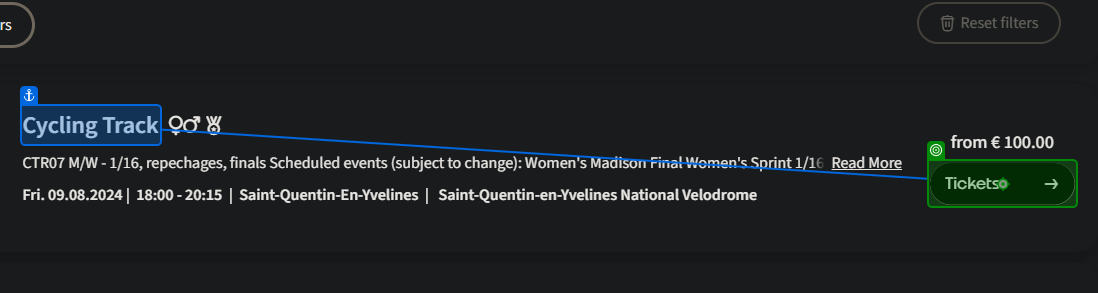 rs
Reset filters
Cycling Track
from € 100.00
CTR07 M/W - 1/16, repechages, finals Scheduled events (subject to change): Women's Madison Final Women's Sprint 1/16 Read More
Tickets
Fri. 09.08.2024 | 18:00 - 20:15 | Saint-Quentin-En-Yvelines | Saint-Quentin-en-Yvelines National Velodrome